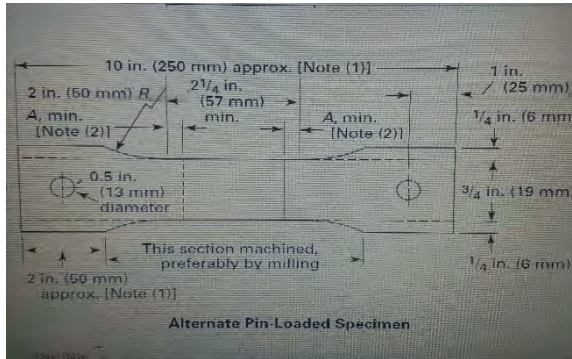 10 in. (250 mm) approx. [Note (1)]
1 in.
(25 mm)
2 in. (50 mm) R
2 1/4 in.
(57 mm)
min.
A, min.
[Note (2)]
A, min.
[Note (2)]
1/4 in. (6 mm
0.5 in.
(13 mm)
diameter
3/4 in. (19 mm
This section machined,
preferably by milling
1/4 in. (6 mm)
2 in. (50 mm)
approx. [Note (1)]
Alternate Pin-Loaded Specimen